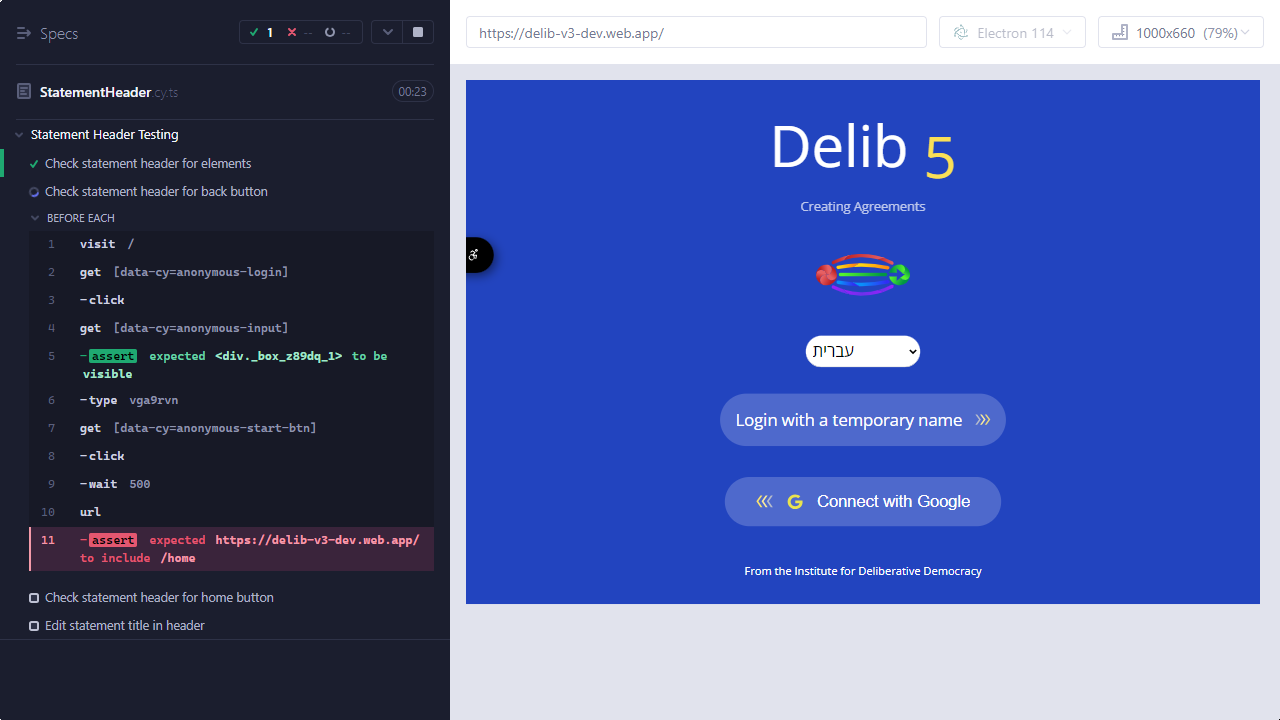 Specs
1
--
--
StatementHeader.cy.ts
00:23
Statement Header Testing
Check statement header for elements
Check statement header for back button
BEFORE EACH
1 visit /
2 get [data-cy=anonymous-login]
3 -click
4 get [data-cy=anonymous-input]
5 -assert expected <div._box_z89dq_1> to be
visible
6 -type vga9rvn
7 get [data-cy=anonymous-start-btn]
8 -click
9 -wait 500
10 url
11 -assert expected https://delib-v3-dev.web.app/
to include /home
Check statement header for home button
Edit statement title in header
https://delib-v3-dev.web.app/
Electron 114
1000x660 (79%)
Delib 5
Creating Agreements
עברית
Login with a temporary name
G Connect with Google
From the Institute for Deliberative Democracy